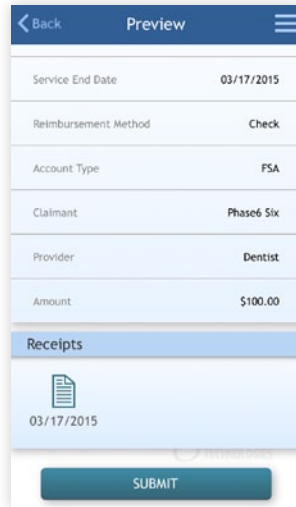 Back Preview
Service End Date 03/17/2015
Reimbursement Method Check
Account Type FSA
Claimant Phase6 Six
Provider Dentist
Amount $100.00
Receipts
03/17/2015
SUBMIT